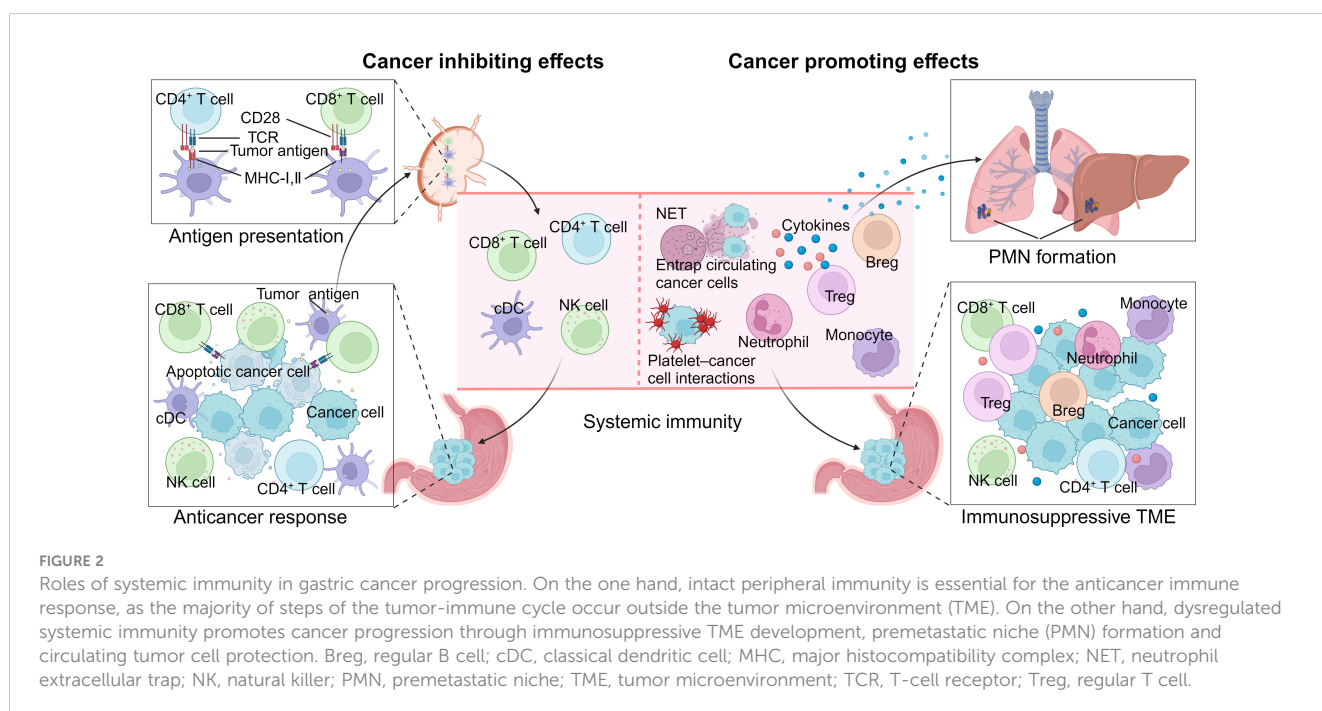 Cancer inhibiting effects
Cancer promoting effects
CD4⁺ T cell
CD8⁺ T cell
CD28
TCR
Tumor antigen
MHC-I,II
Antigen presentation
CD8⁺ T cell
CD4⁺ T cell
cDC
NK cell
NET
Entrap circulating
cancer cells
Cytokines
Breg
Treg
Platelet–cancer
cell interactions
Neutrophil
Monocyte
Systemic immunity
PMN formation
Tumor antigen
CD8⁺ T cell
Apoptotic cancer cell
cDC
Cancer cell
NK cell
CD4⁺ T cell
Anticancer response
CD8⁺ T cell
Monocyte
Neutrophil
Treg
Breg
Cancer cell
NK cell
CD4⁺ T cell
Immunosuppressive TME
FIGURE 2
Roles of systemic immunity in gastric cancer progression. On the one hand, intact peripheral immunity is essential for the anticancer immune
response, as the majority of steps of the tumor-immune cycle occur outside the tumor microenvironment (TME). On the other hand, dysregulated
systemic immunity promotes cancer progression through immunosuppressive TME development, premetastatic niche (PMN) formation and
circulating tumor cell protection. Breg, regular B cell; cDC, classical dendritic cell; MHC, major histocompatibility complex; NET, neutrophil
extracellular trap; NK, natural killer; PMN, premetastatic niche; TME, tumor microenvironment; TCR, T-cell receptor; Treg, regular T cell.